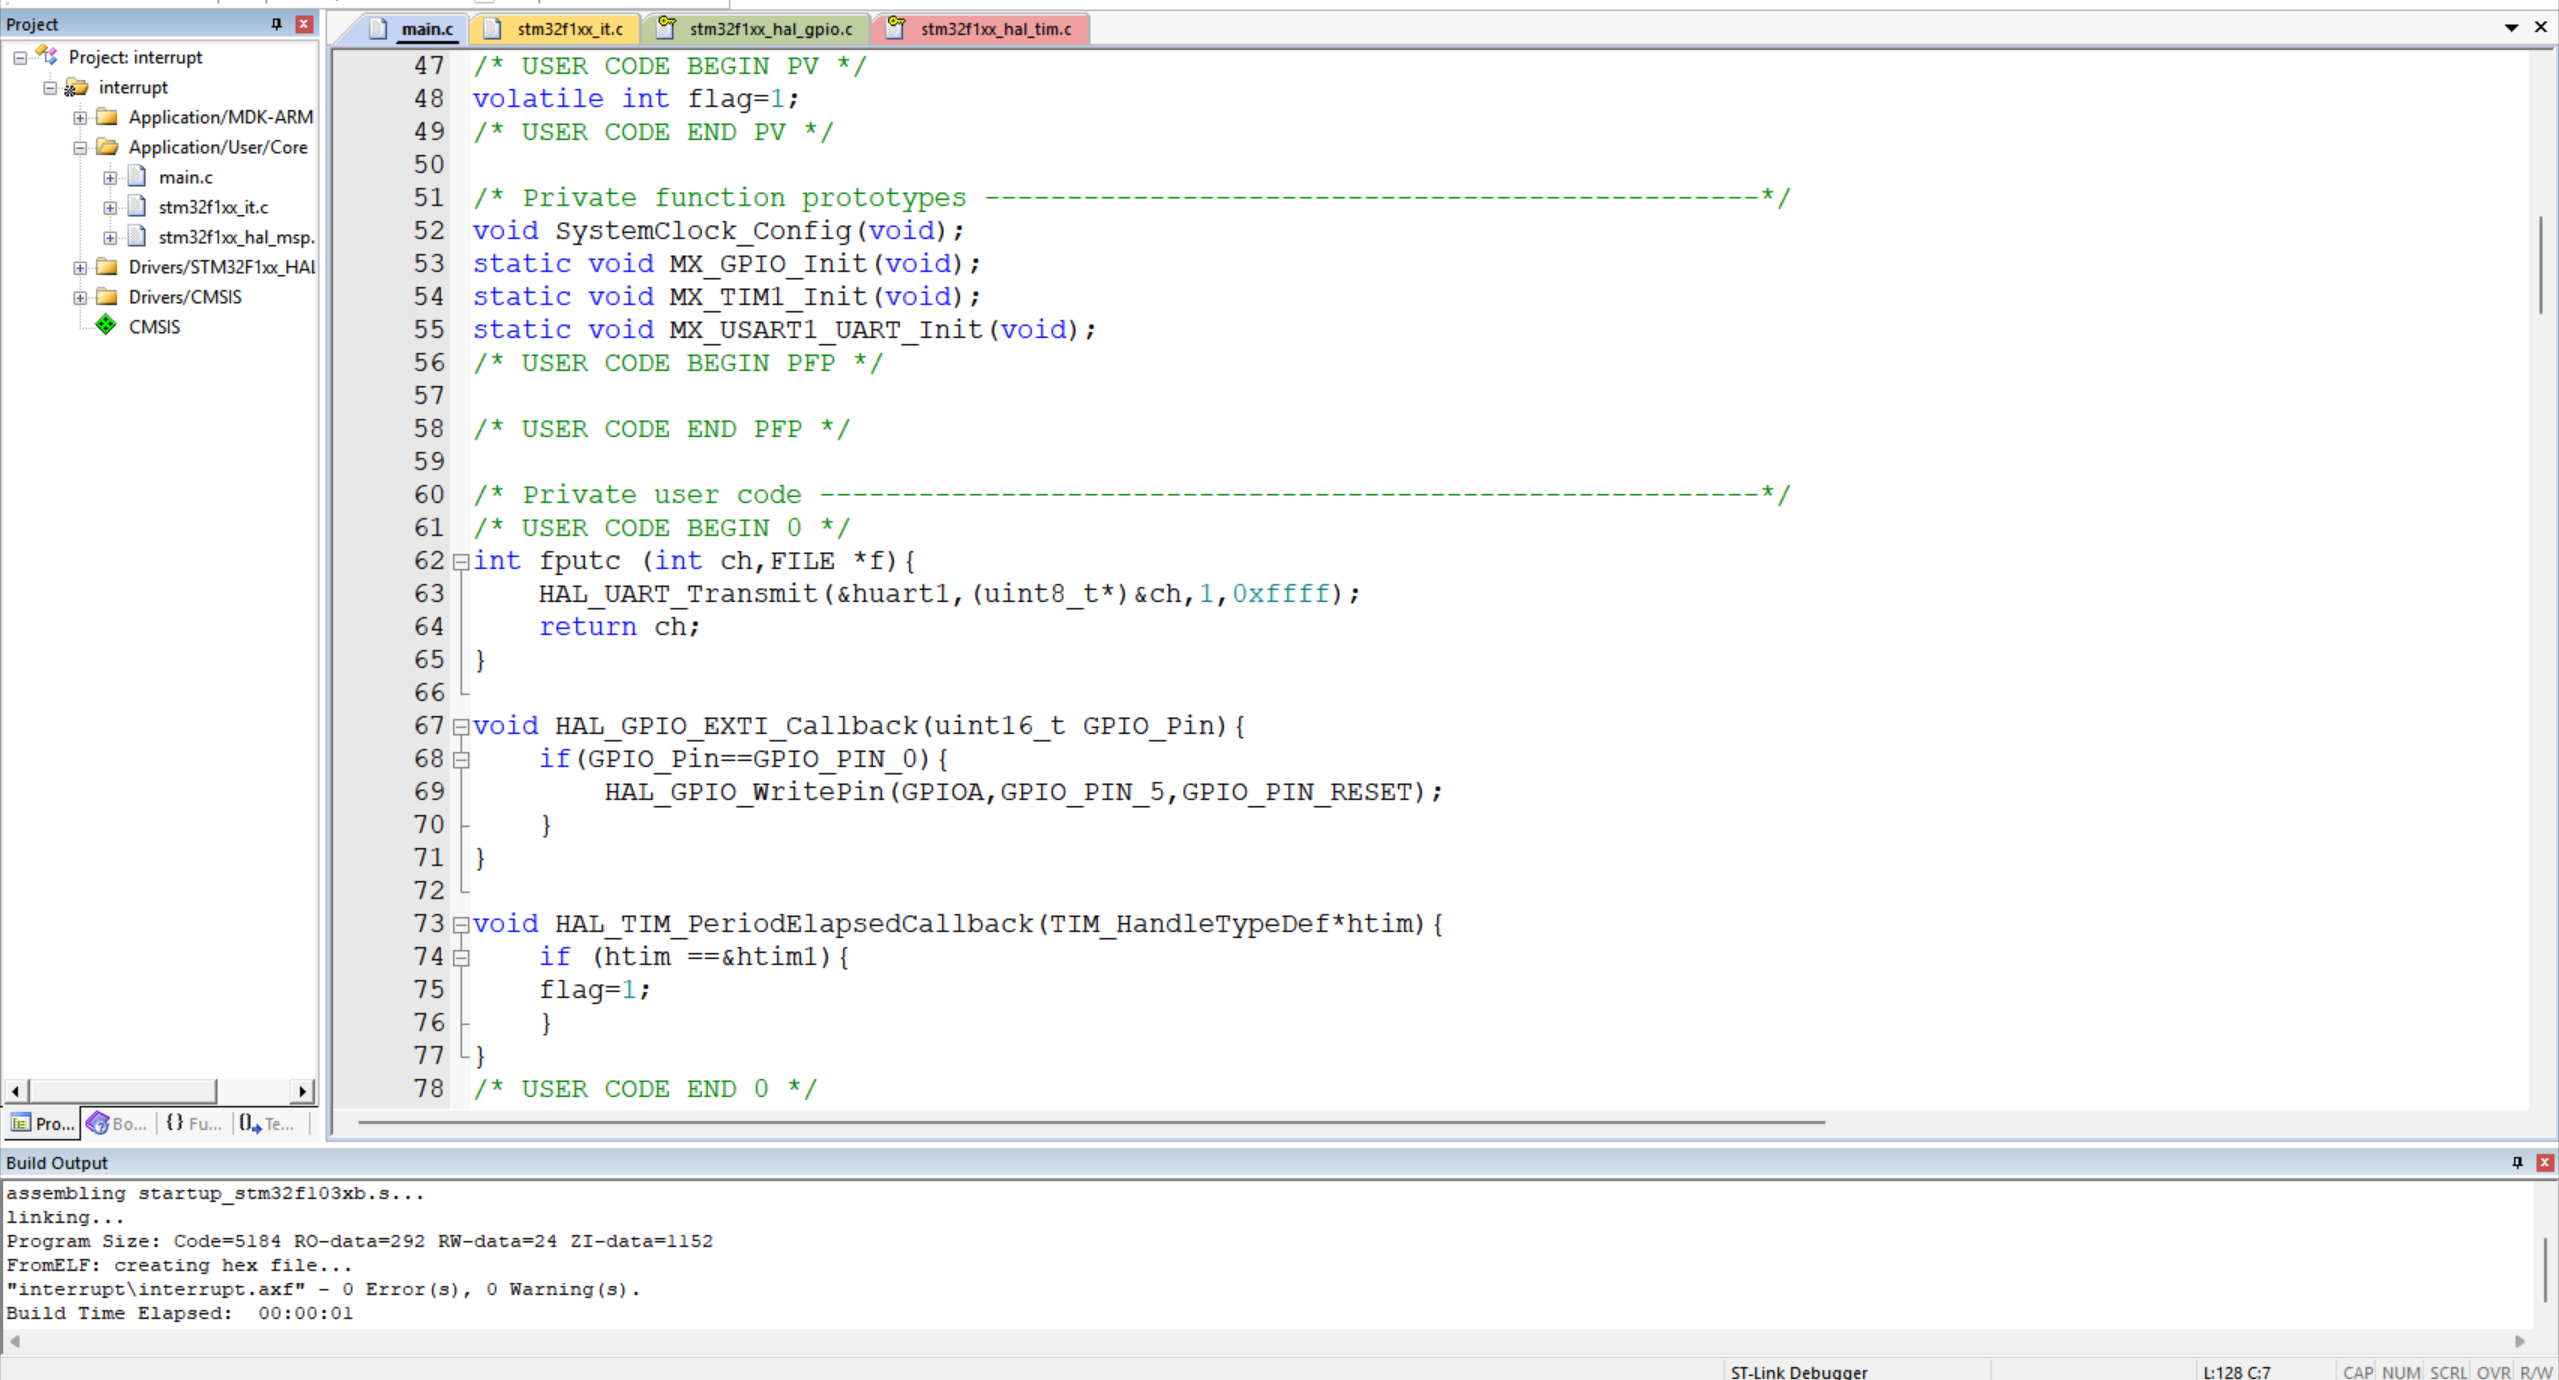 Project
Project: interrupt
interrupt
Application/MDK-ARM
Application/User/Core
main.c
stm32f1xx_it.c
stm32f1xx_hal_msp.
Drivers/STM32F1xx_HAL
Drivers/CMSIS
CMSIS
Pro... Bo... {} Fu... Te...
main.c stm32f1xx_it.c stm32f1xx_hal_gpio.c stm32f1xx_hal_tim.c
47 /* USER CODE BEGIN PV */
48 volatile int flag=1;
49 /* USER CODE END PV */
50
51 /* Private function prototypes -----------------------------------------------*/
52 void SystemClock_Config(void);
53 static void MX_GPIO_Init(void);
54 static void MX_TIM1_Init(void);
55 static void MX_USART1_UART_Init(void);
56 /* USER CODE BEGIN PFP */
57
58 /* USER CODE END PFP */
59
60 /* Private user code ---------------------------------------------------------*/
61 /* USER CODE BEGIN 0 */
62 int fputc (int ch,FILE *f){
63     HAL_UART_Transmit(&huart1,(uint8_t*)&ch,1,0xffff);
64     return ch;
65 }
66
67 void HAL_GPIO_EXTI_Callback(uint16_t GPIO_Pin){
68     if(GPIO_Pin==GPIO_PIN_0){
69         HAL_GPIO_WritePin(GPIOA,GPIO_PIN_5,GPIO_PIN_RESET);
70     }
71 }
72
73 void HAL_TIM_PeriodElapsedCallback(TIM_HandleTypeDef*htim){
74     if (htim ==&htim1){
75     flag=1;
76     }
77 }
78 /* USER CODE END 0 */
Build Output
assembling startup_stm32f103xb.s...
linking...
Program Size: Code=5184 RO-data=292 RW-data=24 ZI-data=1152
FromELF: creating hex file...
"interrupt\interrupt.axf" - 0 Error(s), 0 Warning(s).
Build Time Elapsed:  00:00:01
ST-Link Debugger L:128 C:7 CAP NUM SCRL OVR R/W